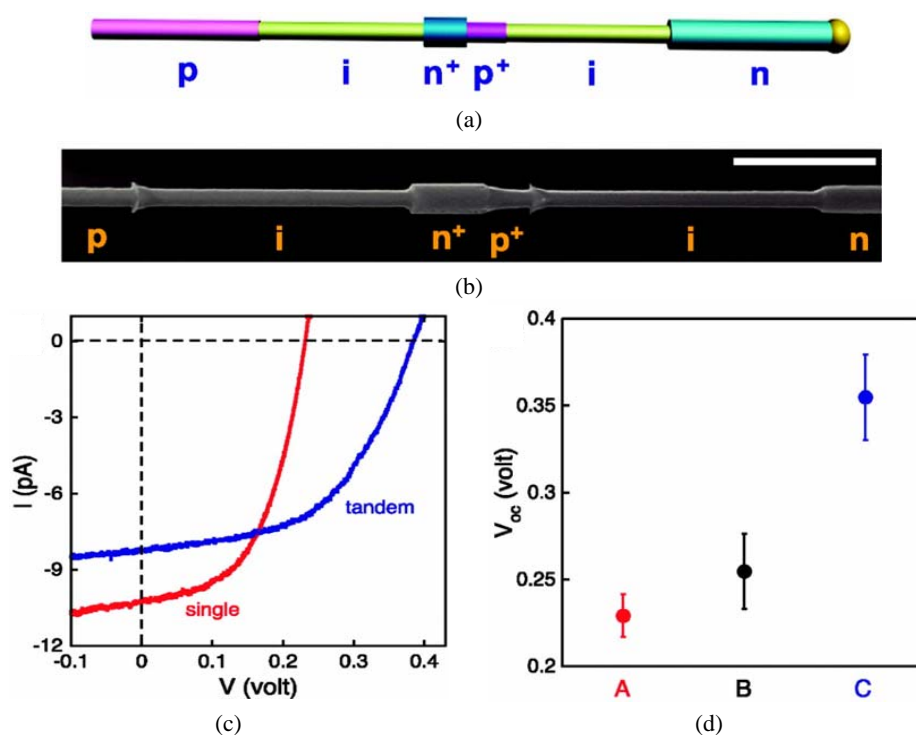 p i n+ p+ i n
(a)
p i n+ p+ i n
(b)
0
-3
-6
-9
-12
I (pA)
tandem
single
-0.1 0 0.1 0.2 0.3 0.4
V (volt)
(c)
0.4
0.35
0.3
0.25
0.2
Voc (volt)
A B C
(d)